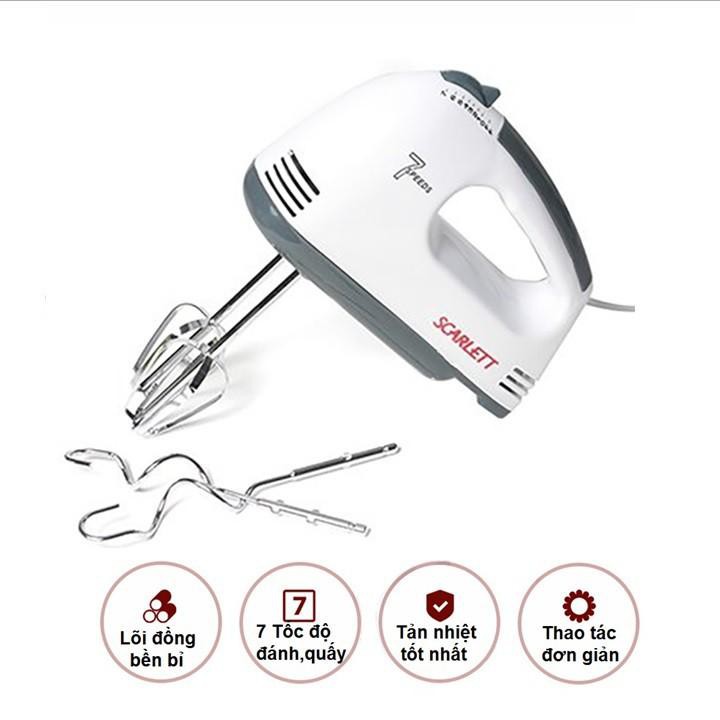 7
SPEEDS
SCARLETT
7
Lõi đồng
bền bỉ
7 Tôc độ
đánh,quấy
Tản nhiệt
tốt nhất
Thao tác
đơn giản